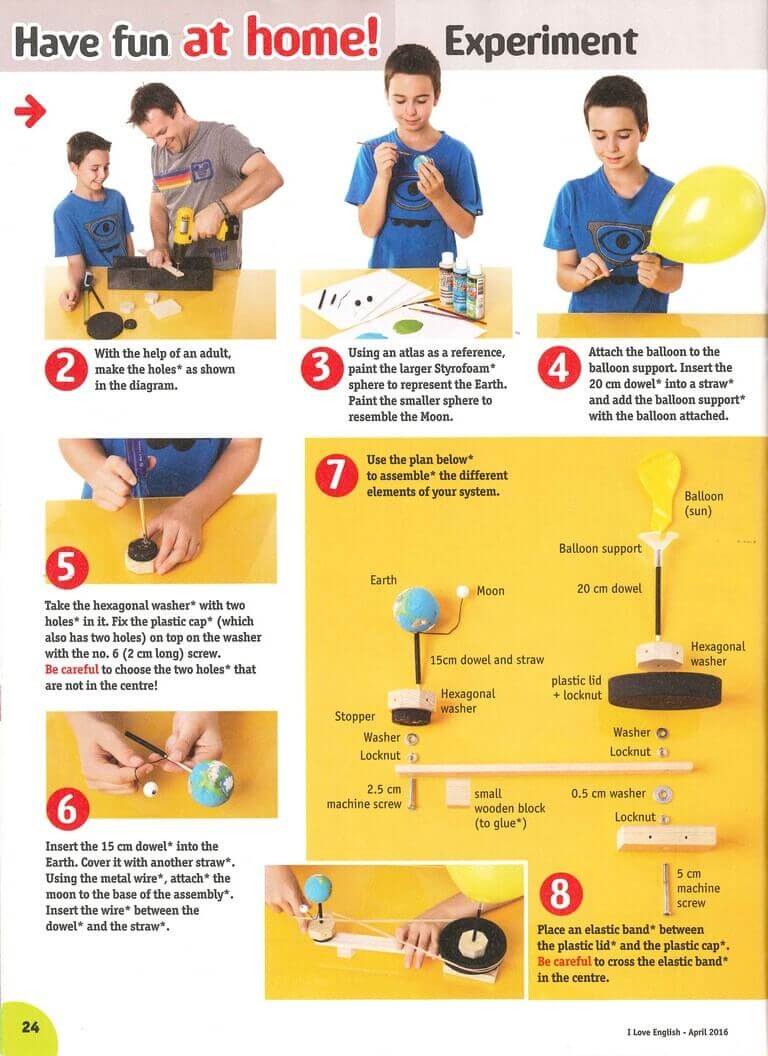 Have fun at home! Experiment
2
With the help of an adult,
make the holes* as shown
in the diagram.
3
Using an atlas as a reference,
paint the larger Styrofoam*
sphere to represent the Earth.
Paint the smaller sphere to
resemble the Moon.
4
Attach the balloon to the
balloon support. Insert the
20 cm dowel* into a straw*
and add the balloon support*
with the balloon attached.
5
Take the hexagonal washer* with two
holes* in it. Fix the plastic cap* (which
also has two holes) on top on the washer
with the no. 6 (2 cm long) screw.
Be careful to choose the two holes* that
are not in the centre!
6
Insert the 15 cm dowel* into the
Earth. Cover it with another straw*.
Using the metal wire*, attach* the
moon to the base of the assembly*.
Insert the wire* between the
dowel* and the straw*.
7
Use the plan below*
to assemble* the different
elements of your system.
Balloon
(sun)
Balloon support
20 cm dowel
Earth
Moon
15cm dowel and straw
Hexagonal
washer
Stopper
Washer
Locknut
2.5 cm
machine screw
small
wooden block
(to glue*)
Hexagonal
washer
plastic lid
+ locknut
Washer
Locknut
0.5 cm washer
Locknut
5 cm
machine
screw
8
Place an elastic band* between
the plastic lid* and the plastic cap*.
Be careful to cross the elastic band*
in the centre.
24
I Love English - April 2016